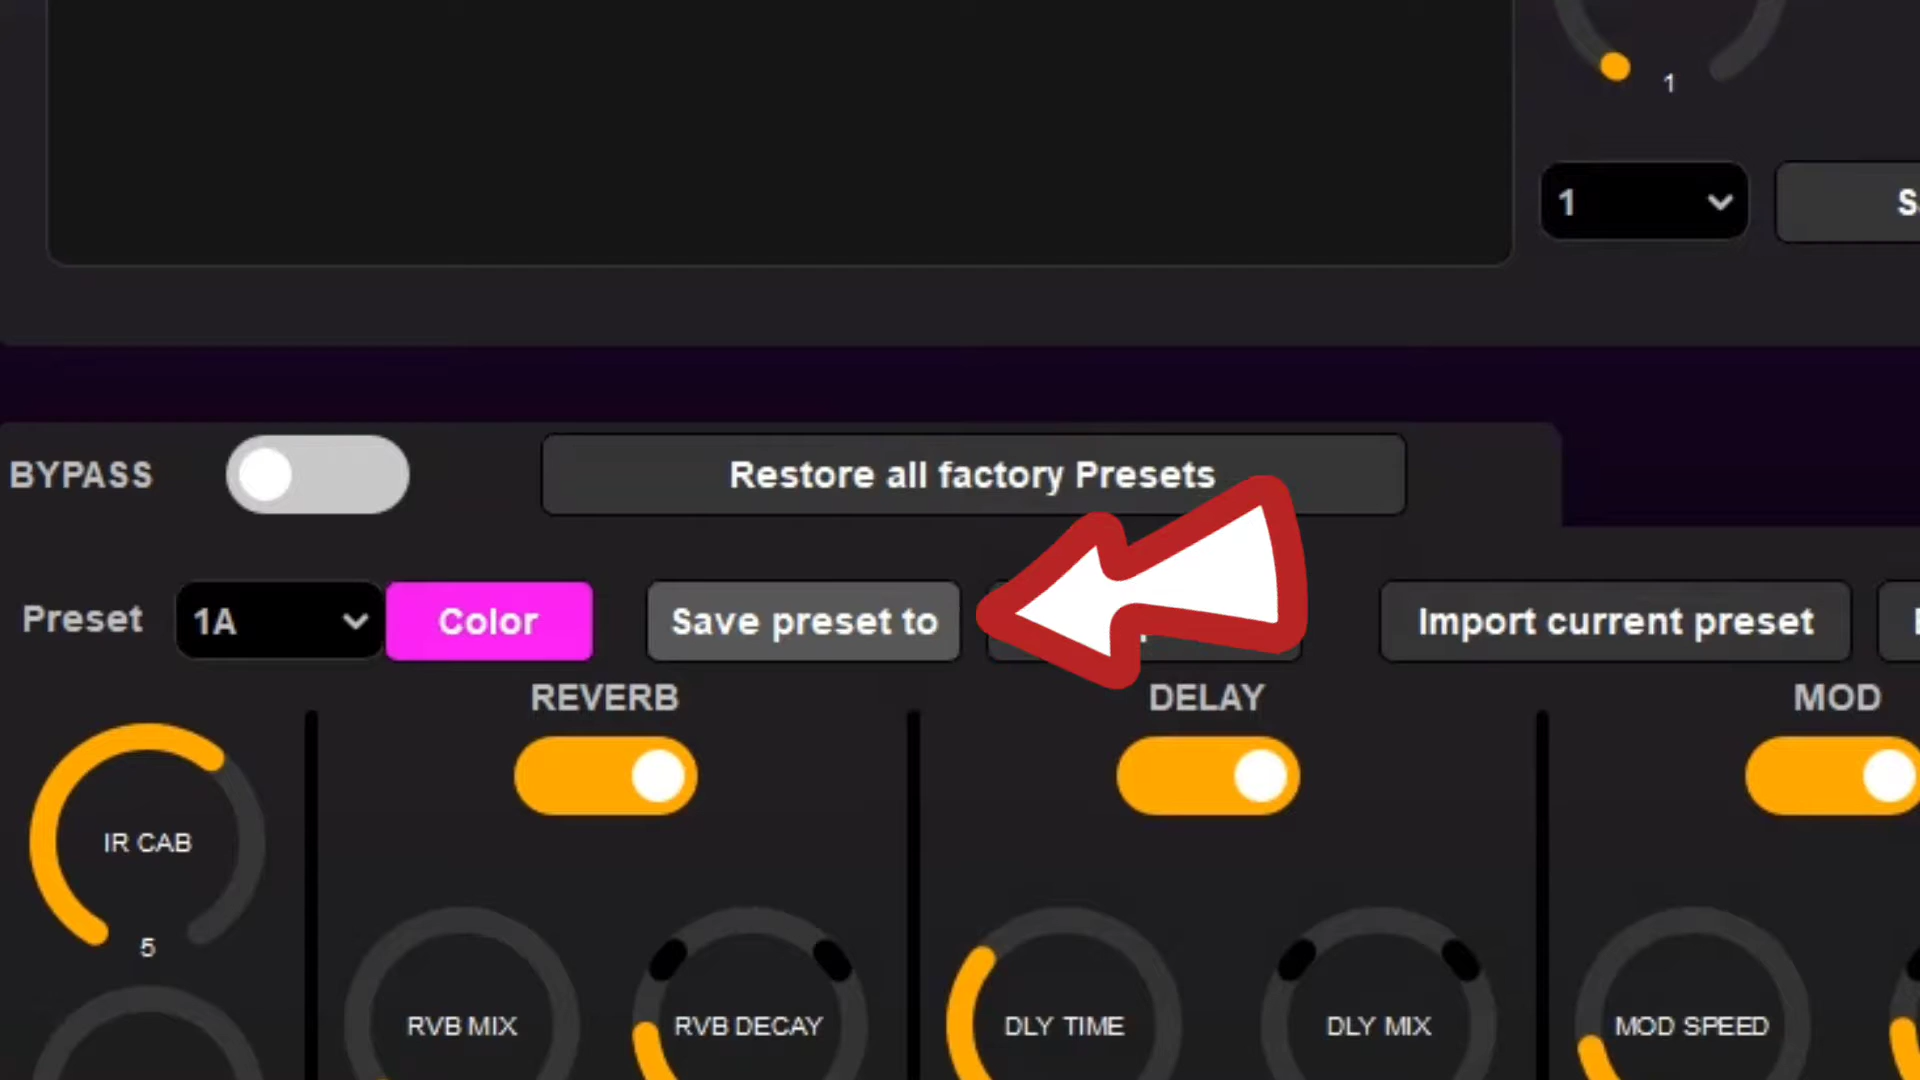 1
1
BYPASS
Restore all factory Presets
Preset 1A Color Save preset to Import current preset
REVERB DELAY MOD
IR CAB
5
RVB MIX RVB DECAY DLY TIME DLY MIX MOD SPEED